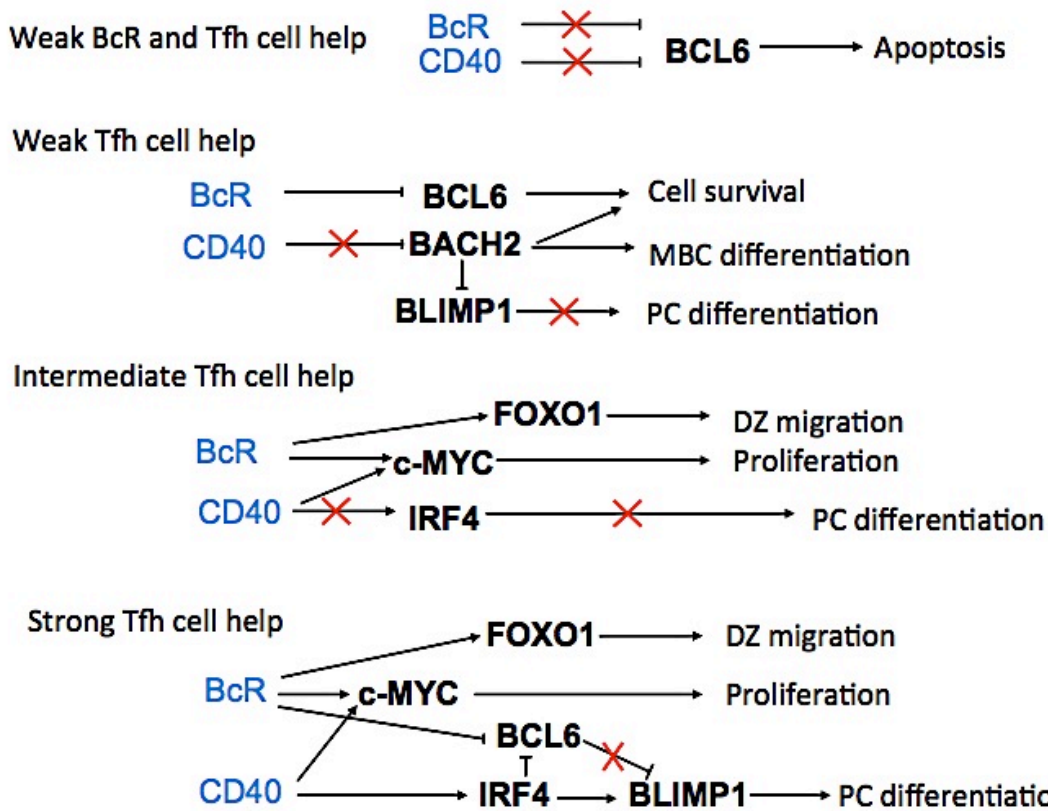 Weak BcR and Tfh cell help
BcR
CD40
BCL6
Apoptosis
Weak Tfh cell help
BcR
BCL6
Cell survival
CD40
BACH2
MBC differentiation
BLIMP1
PC differentiation
Intermediate Tfh cell help
FOXO1
DZ migration
BcR
c-MYC
Proliferation
CD40
IRF4
PC differentiation
Strong Tfh cell help
FOXO1
DZ migration
BcR
c-MYC
Proliferation
BCL6
CD40
IRF4
BLIMP1
PC differentiatio